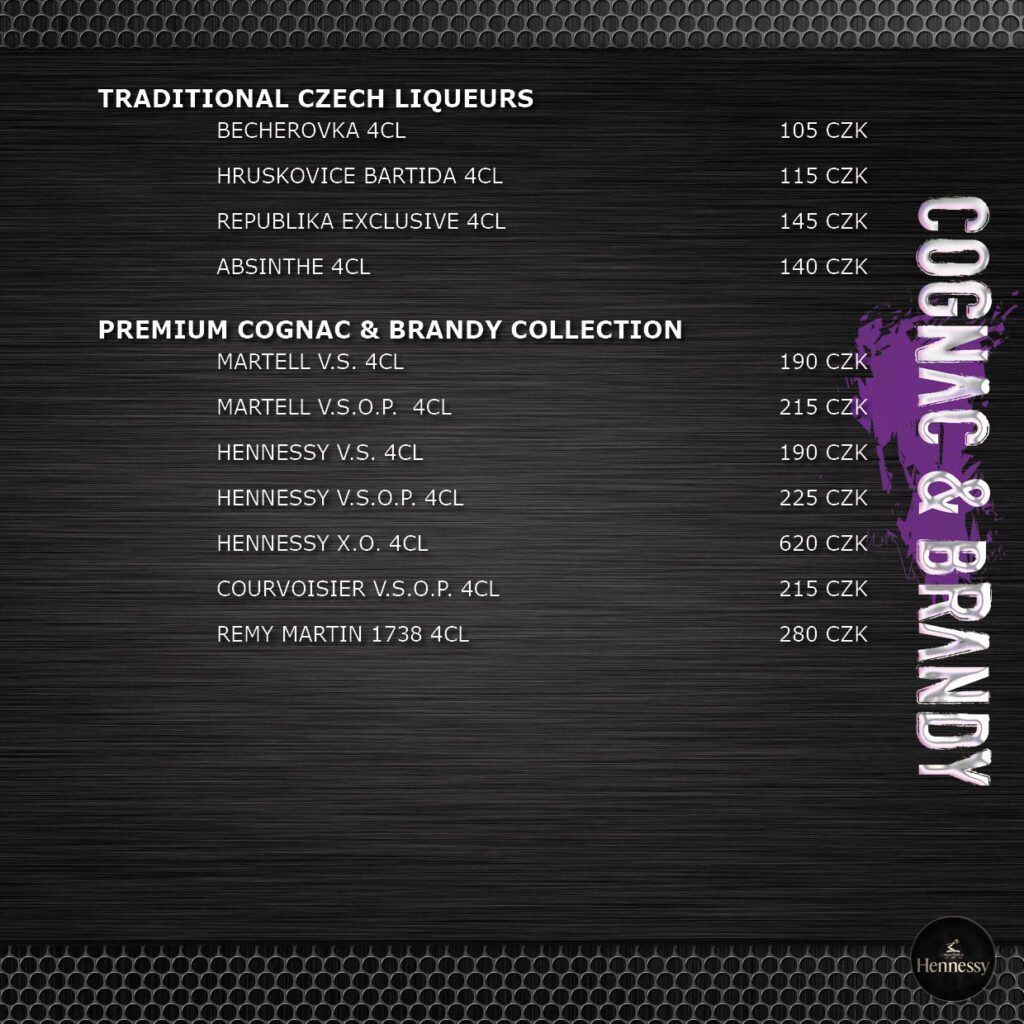 TRADITIONAL CZECH LIQUEURS
BECHEROVKA 4CL 105 CZK
HRUSKOVICE BARTIDA 4CL 115 CZK
REPUBLIKA EXCLUSIVE 4CL 145 CZK
ABSINTHE 4CL 140 CZK
PREMIUM COGNAC & BRANDY COLLECTION
MARTELL V.S. 4CL 190 CZK
MARTELL V.S.O.P. 4CL 215 CZK
HENNESSY V.S. 4CL 190 CZK
HENNESSY V.S.O.P. 4CL 225 CZK
HENNESSY X.O. 4CL 620 CZK
COURVOISIER V.S.O.P. 4CL 215 CZK
REMY MARTIN 1738 4CL 280 CZK
COGNAC & BRANDY
Hennessy